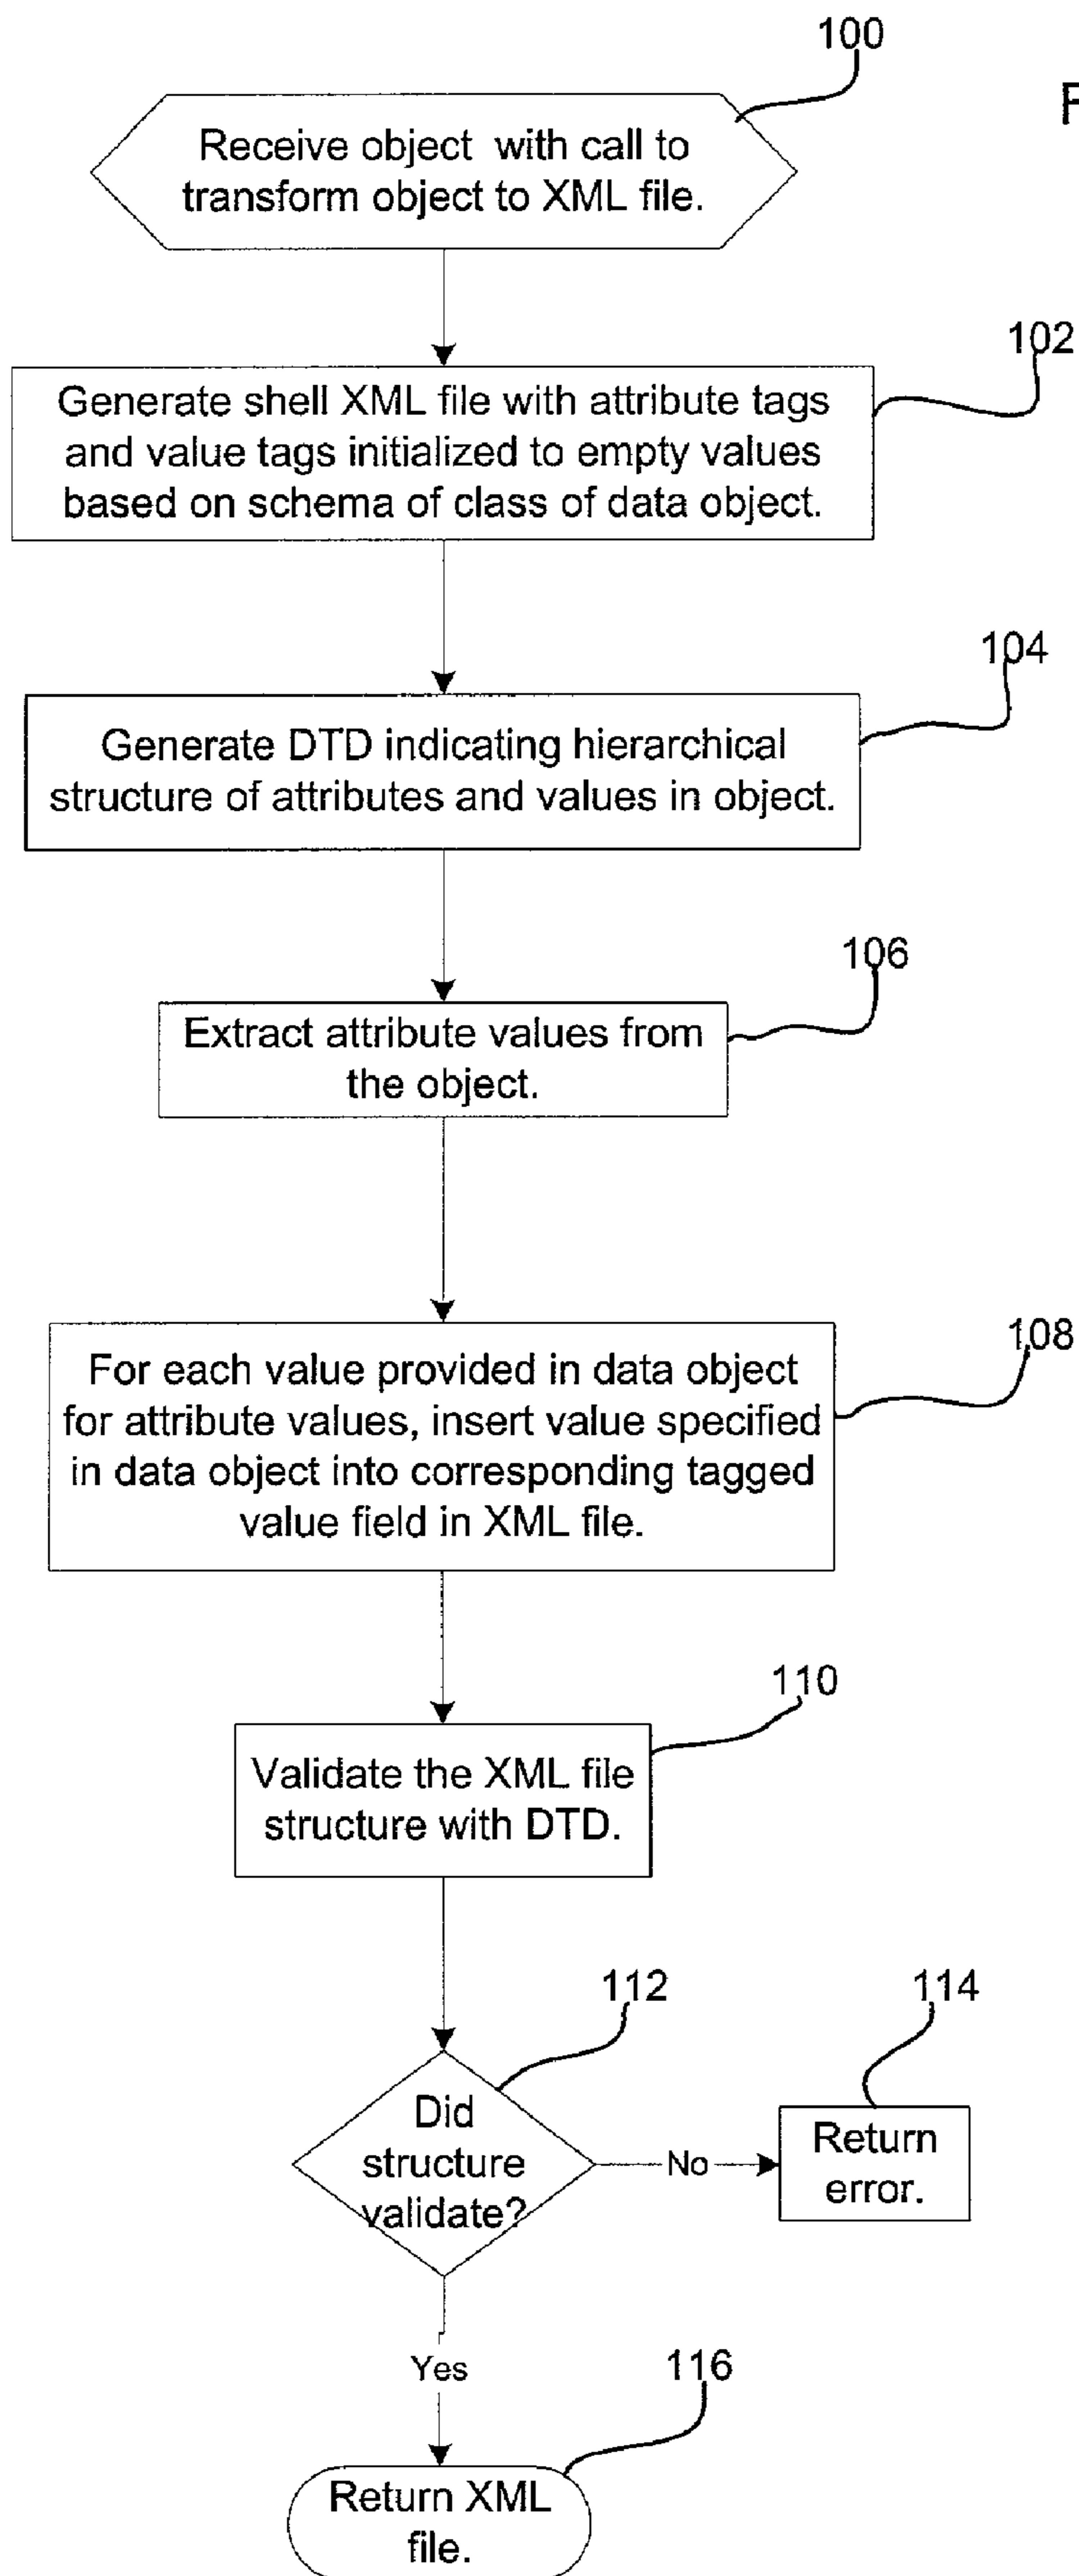 100
F
Receive object with call to
transform object to XML file.
102
Generate shell XML file with attribute tags
and value tags initialized to empty values
based on schema of class of data object.
104
Generate DTD indicating hierarchical
structure of attributes and values in object.
106
Extract attribute values from
the object.
108
For each value provided in data object
for attribute values, insert value specified
in data object into corresponding tagged
value field in XML file.
110
Validate the XML file
structure with DTD.
112
114
Did
structure
validate?
No
Return
error.
Yes
116
Return XML
file.